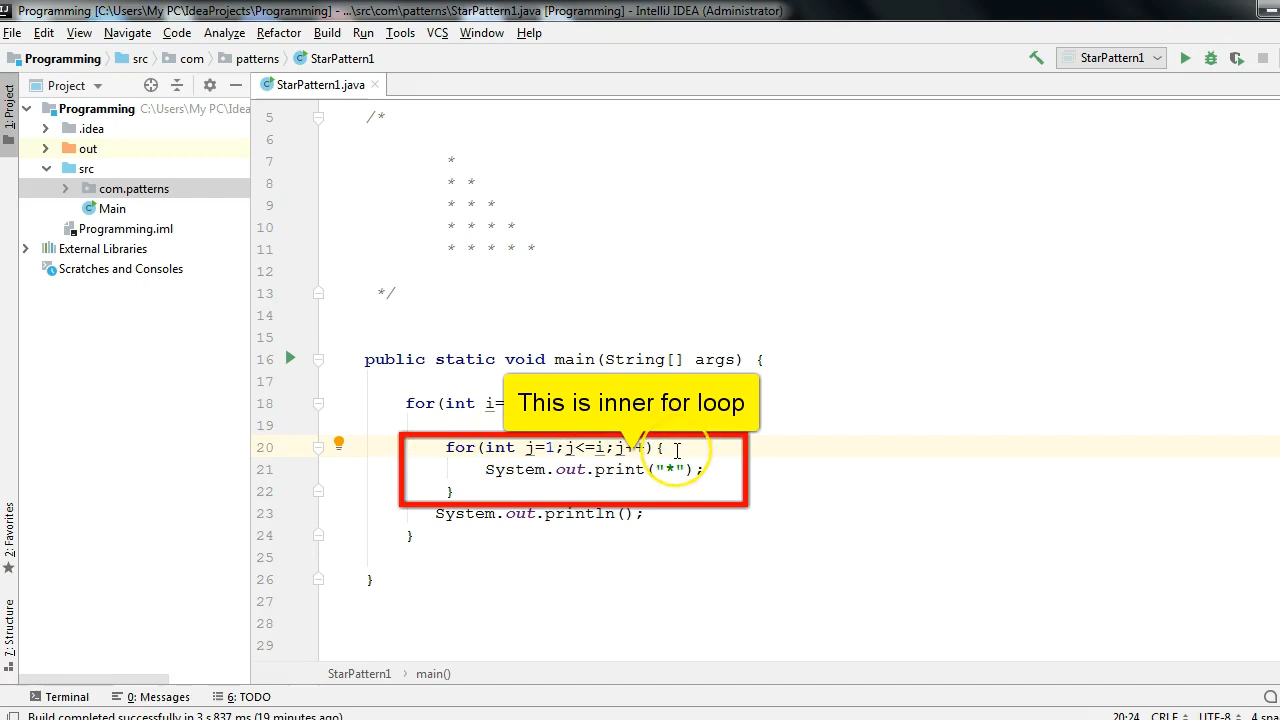 Programming [C:\Users\My PC\IdeaProjects\Programming] - ...\src\com\patterns\StarPattern1.java [Programming] - IntelliJ IDEA (Administrator)
File Edit View Navigate Code Analyze Refactor Build Run Tools VCS Window Help
Programming src com patterns StarPattern1 StarPattern1
Project StarPattern1.java
1: Project
Programming C:\Users\My PC\Idea
.idea
out
src
com.patterns
Main
Programming.iml
External Libraries
Scratches and Consoles
2: Favorites
7: Structure
5 /*
6
7 *
8 * *
9 * * *
10 * * * *
11 * * * * *
12
13 */
14
15
16 public static void main(String[] args) {
17
This is inner for loop
18 for(int i=
19
20 for(int j=1;j<=i;j++){
21 System.out.print("*");
22 }
23 System.out.println();
24 }
25
26 }
27
28
29
StarPattern1 main()
Terminal 0: Messages 6: TODO
Build completed successfully in 3 s 837 ms (19 minutes ago) 20:24 CRLF UTF-8 4 spa